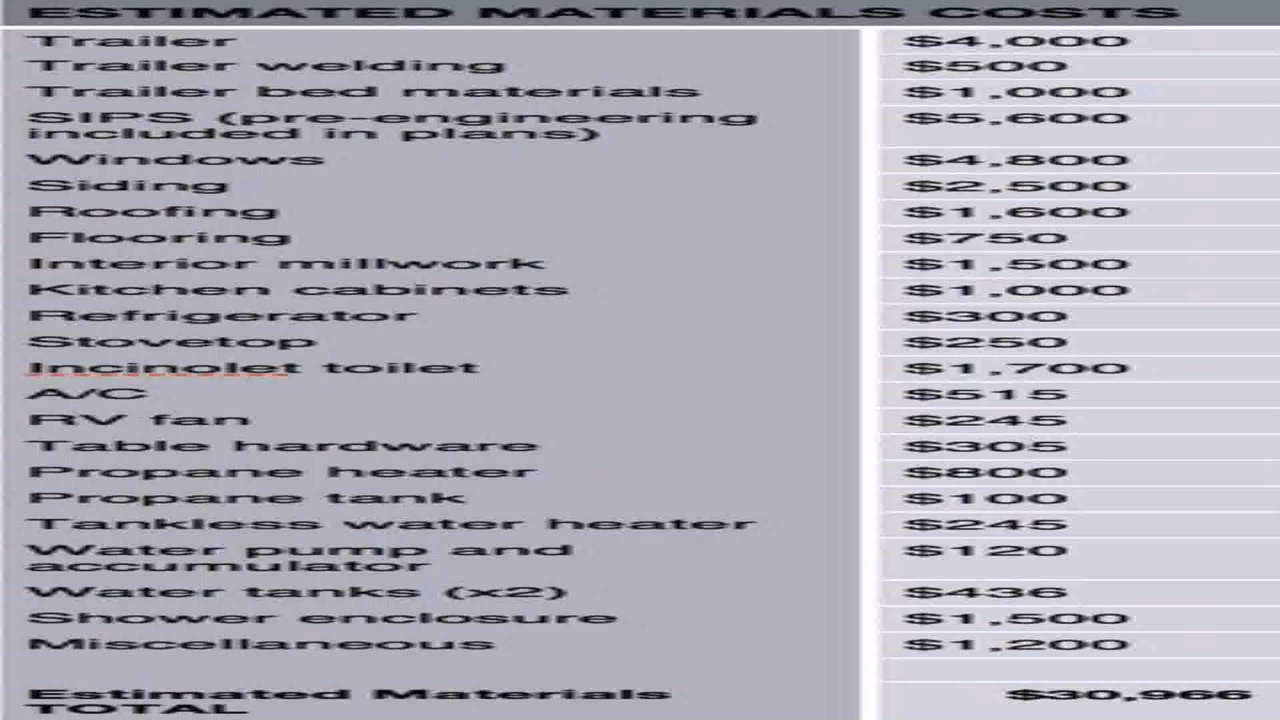 ESTIMATED MATERIALS COSTS
Trailer $4,000
Trailer welding $500
Trailer bed materials $1,000
SIPS (pre-engineering $5,600
included in plans)
Windows $4,800
Siding $2,500
Roofing $1,600
Flooring $750
Interior millwork $1,500
Kitchen cabinets $1,000
Refrigerator $300
Stovetop $250
Incinolet toilet $1,700
A/C $515
RV fan $245
Table hardware $305
Propane heater $800
Propane tank $100
Tankless water heater $245
Water pump and $120
accumulator
Water tanks (x2) $436
Shower enclosure $1,500
Miscellaneous $1,200
Estimated Materials $30,966
TOTAL